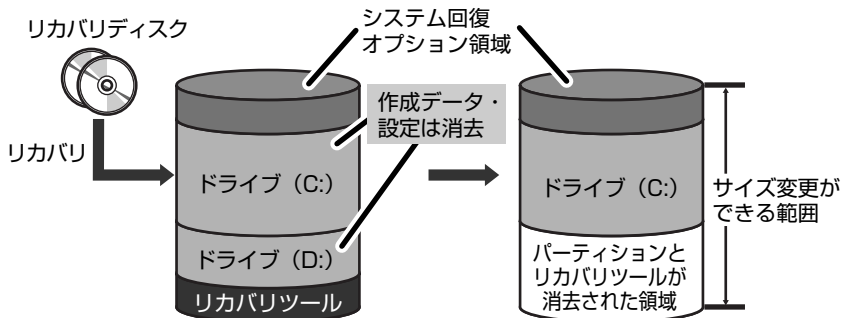 リカバリディスク
システム回復
オプション領域
作成データ・
設定は消去
リカバリ
ドライブ（C:）
ドライブ（D:）
リカバリツール
ドライブ（C:）
パーティションと
リカバリツールが
消去された領域
サイズ変更が
できる範囲